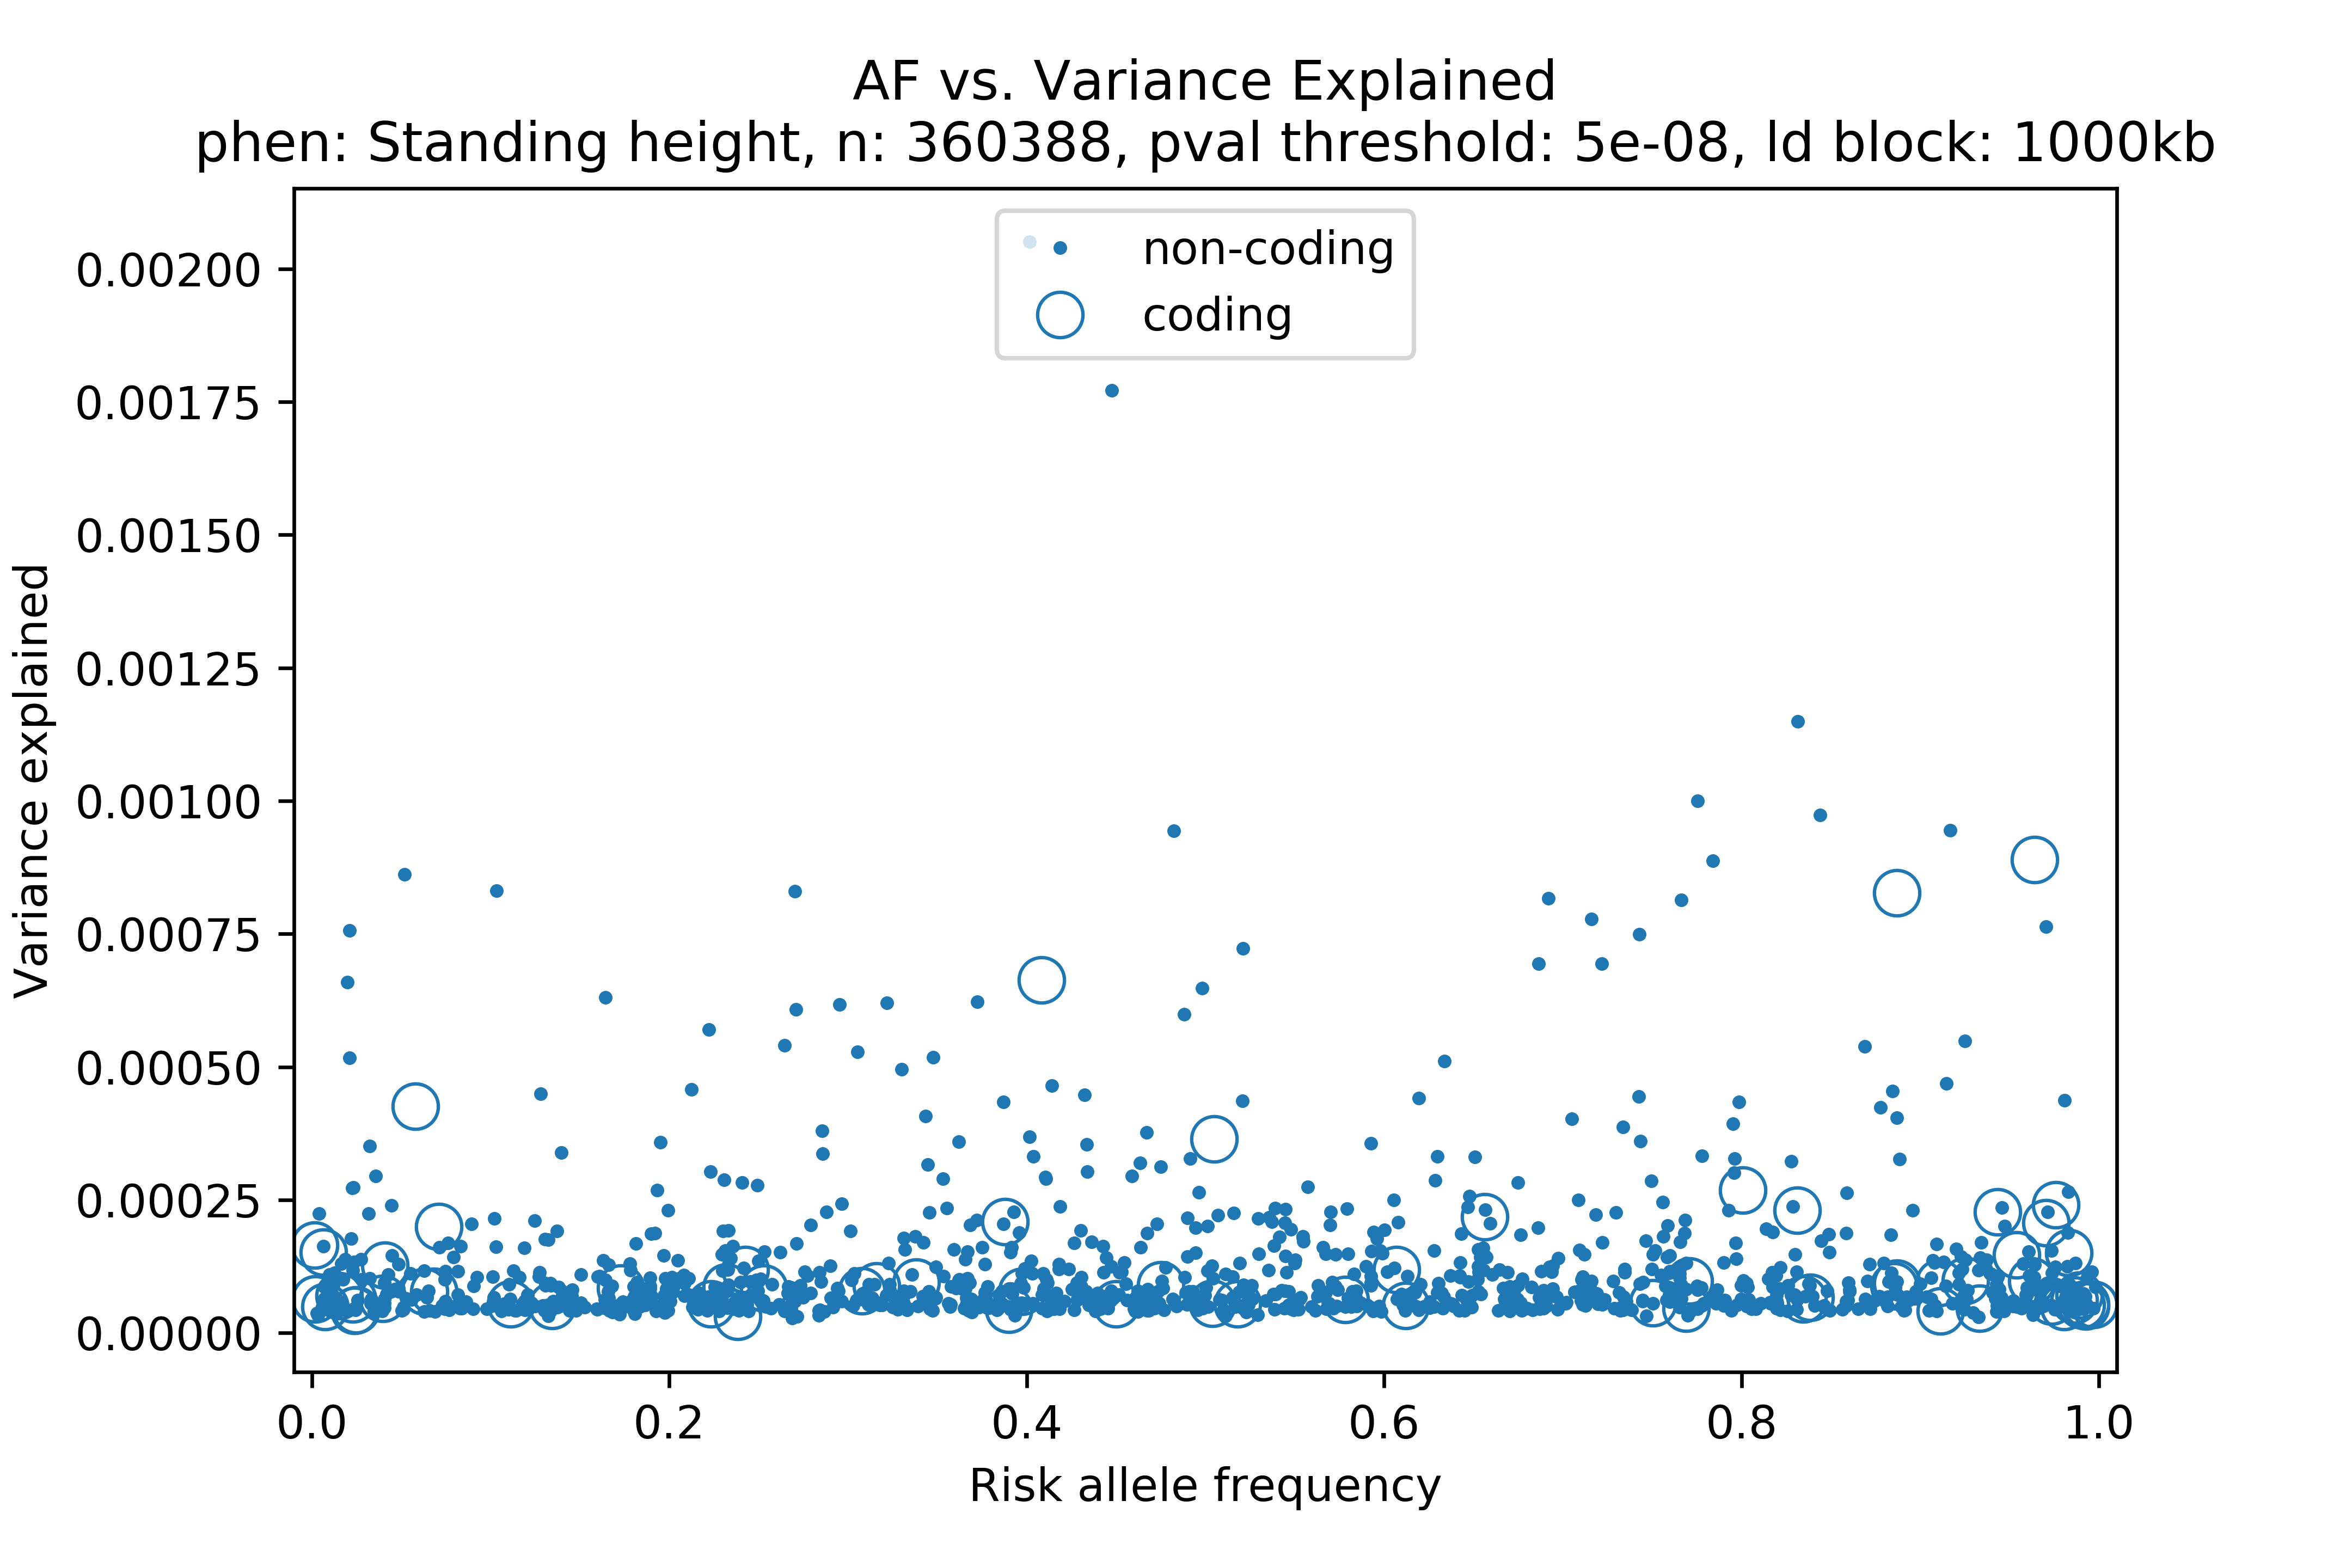 AF vs. Variance Explained
phen: Standing height, n: 360388, pval threshold: 5e-08, ld block: 1000kb
non-coding
coding
0.00200
0.00175
0.00150
0.00125
0.00100
0.00075
0.00050
0.00025
0.00000
Variance explained
0.0 0.2 0.4 0.6 0.8 1.0
Risk allele frequency